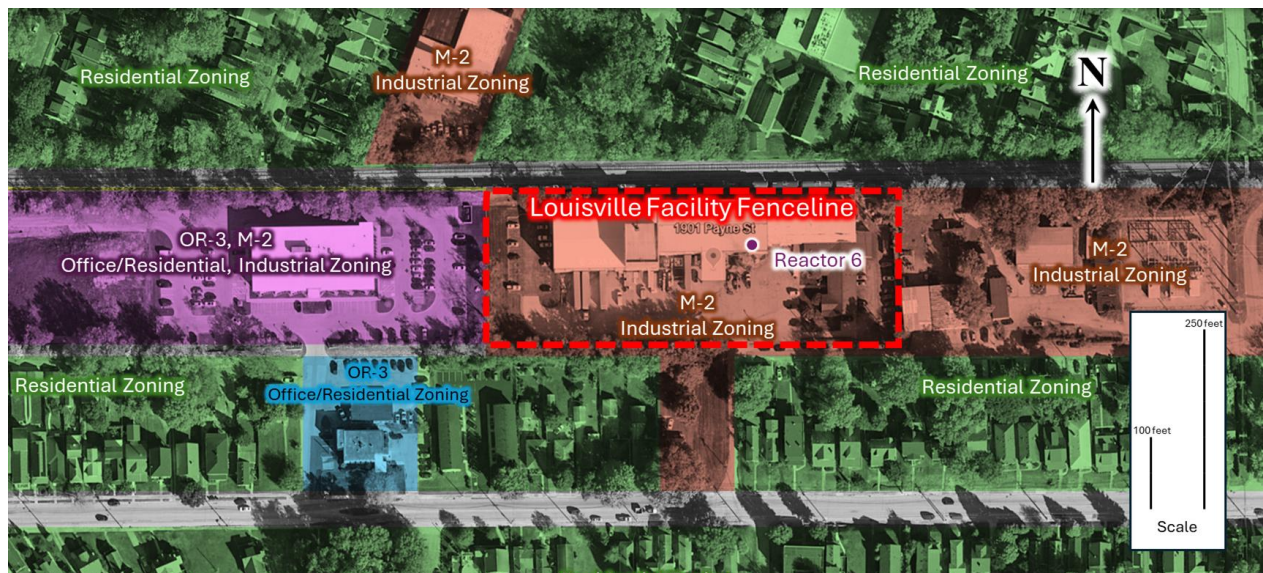 M-2
Industrial Zoning
Residential Zoning
Residential Zoning
N
Louisville Facility Fenceline
1901 Payne St
Reactor 6
OR-3, M-2
Office/Residential, Industrial Zoning
M-2
Industrial Zoning
M-2
Industrial Zoning
250 feet
Residential Zoning
OR-3
Office/Residential Zoning
Residential Zoning
100 feet
Scale